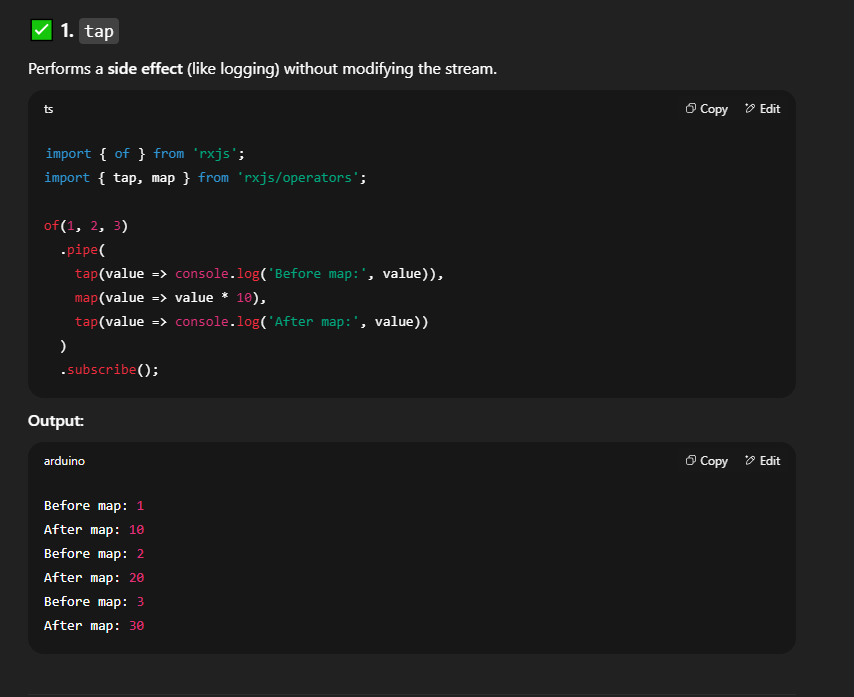 ✅ 1. tap
Performs a side effect (like logging) without modifying the stream.
ts Copy Edit
import { of } from 'rxjs';
import { tap, map } from 'rxjs/operators';
of(1, 2, 3)
  .pipe(
    tap(value => console.log('Before map:', value)),
    map(value => value * 10),
    tap(value => console.log('After map:', value))
  )
  .subscribe();
Output:
arduino Copy Edit
Before map: 1
After map: 10
Before map: 2
After map: 20
Before map: 3
After map: 30